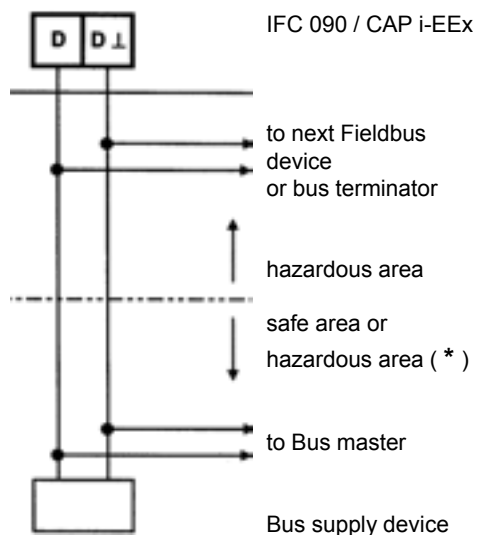 IFC 090 / CAP i-EEx
D D ⊥
to next Fieldbus
device
or bus terminator
hazardous area
safe area or
hazardous area ( * )
to Bus master
Bus supply device